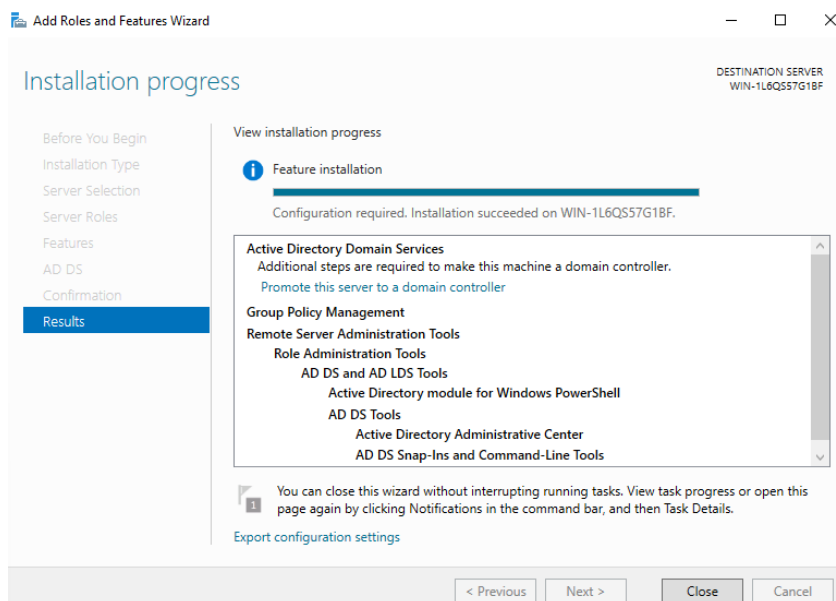 Add Roles and Features Wizard
Installation progress
DESTINATION SERVER
WIN-1L6QS57G1BF
Before You Begin
Installation Type
Server Selection
Server Roles
Features
AD DS
Confirmation
Results
View installation progress
Feature installation
Configuration required. Installation succeeded on WIN-1L6QS57G1BF.
Active Directory Domain Services
Additional steps are required to make this machine a domain controller.
Promote this server to a domain controller
Group Policy Management
Remote Server Administration Tools
Role Administration Tools
AD DS and AD LDS Tools
Active Directory module for Windows PowerShell
AD DS Tools
Active Directory Administrative Center
AD DS Snap-Ins and Command-Line Tools
1
You can close this wizard without interrupting running tasks. View task progress or open this
page again by clicking Notifications in the command bar, and then Task Details.
Export configuration settings
< Previous
Next >
Close
Cancel